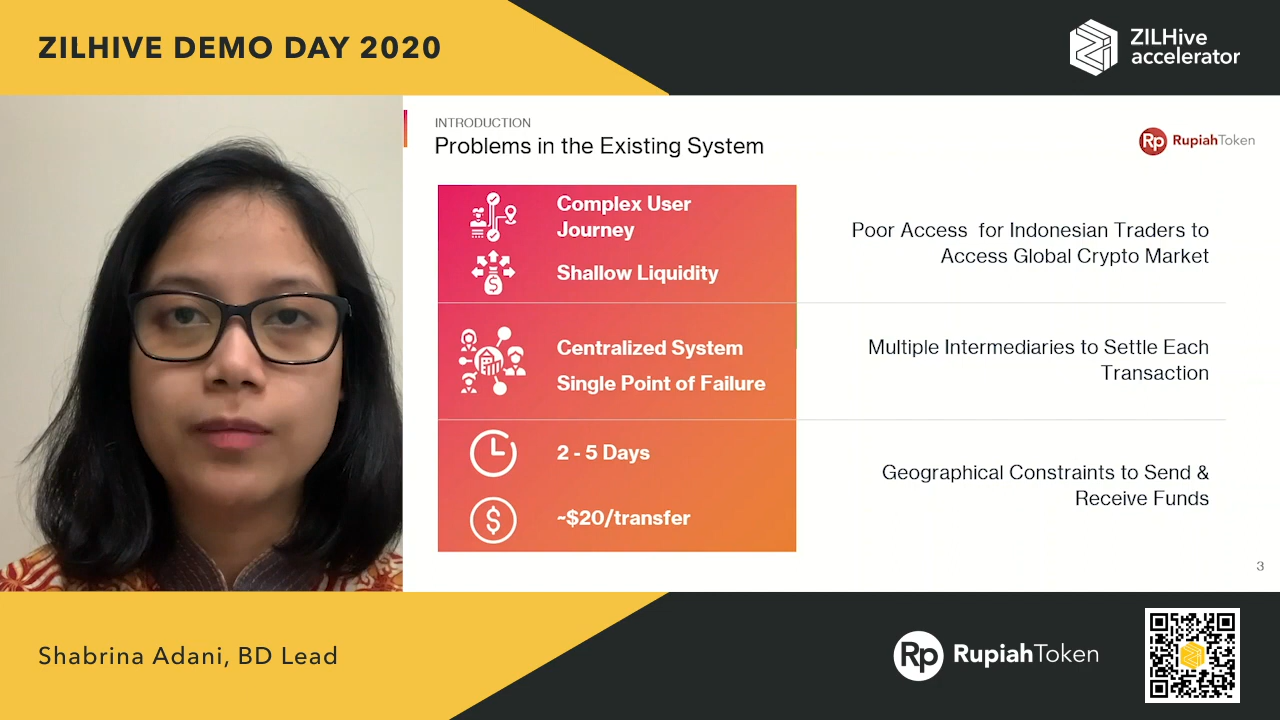 ZILHIVE DEMO DAY 2020
ZILHive
accelerator
INTRODUCTION
Problems in the Existing System
Rp RupiahToken
Complex User
Journey
Shallow Liquidity
Poor Access for Indonesian Traders to
Access Global Crypto Market
Centralized System
Single Point of Failure
Multiple Intermediaries to Settle Each
Transaction
2 - 5 Days
~$20/transfer
Geographical Constraints to Send &
Receive Funds
3
Shabrina Adani, BD Lead
Rp RupiahToken